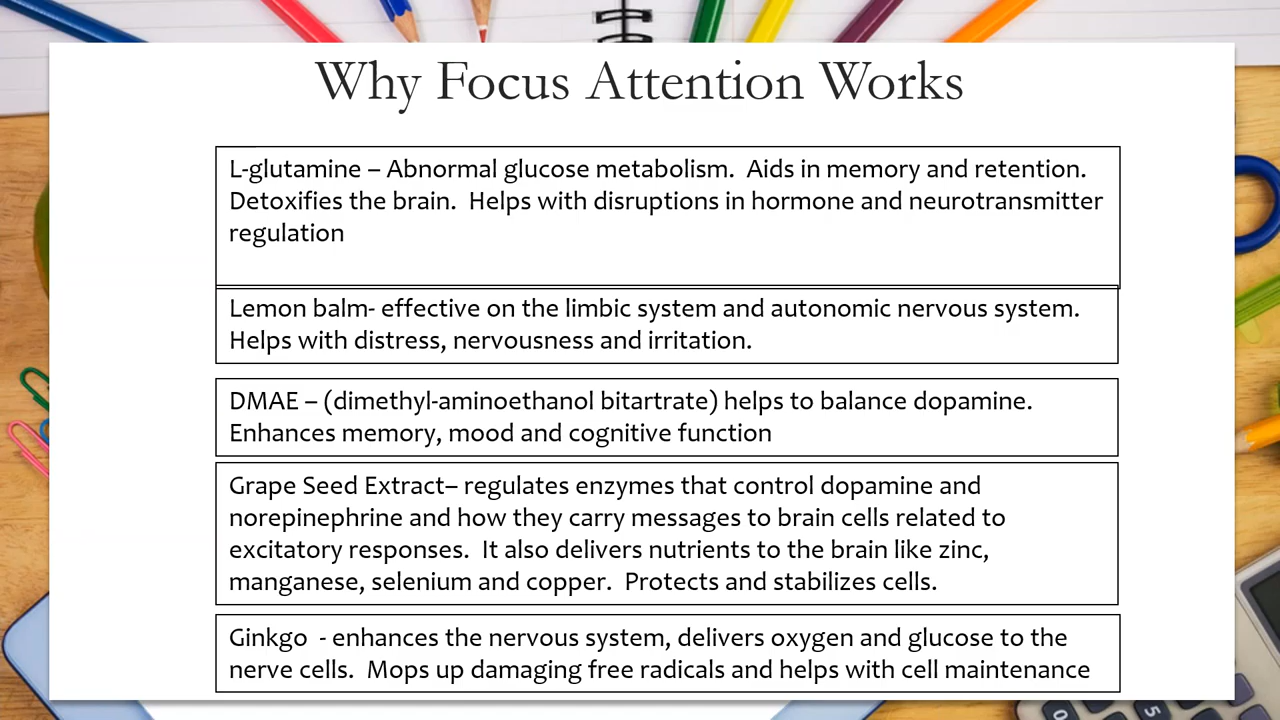 Why Focus Attention Works
L-glutamine – Abnormal glucose metabolism.  Aids in memory and retention.
Detoxifies the brain.  Helps with disruptions in hormone and neurotransmitter
regulation
Lemon balm- effective on the limbic system and autonomic nervous system.
Helps with distress, nervousness and irritation.
DMAE – (dimethyl-aminoethanol bitartrate) helps to balance dopamine.
Enhances memory, mood and cognitive function
Grape Seed Extract– regulates enzymes that control dopamine and
norepinephrine and how they carry messages to brain cells related to
excitatory responses.  It also delivers nutrients to the brain like zinc,
manganese, selenium and copper.  Protects and stabilizes cells.
Ginkgo  - enhances the nervous system, delivers oxygen and glucose to the
nerve cells.  Mops up damaging free radicals and helps with cell maintenance
0 5